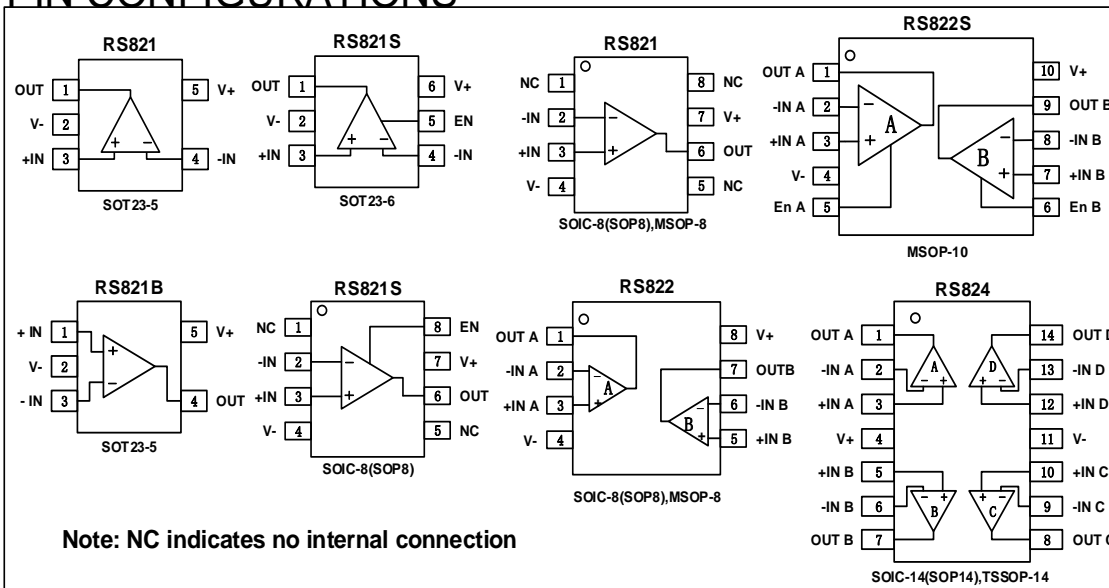 PIN CONFIGURATIONS
RS821
OUT 1
V- 2
+IN 3
5 V+
4 -IN
+ -
SOT23-5
RS821S
OUT 1
V- 2
+IN 3
6 V+
5 EN
4 -IN
+ -
SOT23-6
RS821
NC 1
-IN 2
+IN 3
V- 4
8 NC
7 V+
6 OUT
5 NC
-
+
SOIC-8(SOP8),MSOP-8
RS822S
OUT A 1
-IN A 2
+IN A 3
V- 4
En A 5
10 V+
9 OUT B
8 -IN B
7 +IN B
6 En B
-
A
+
-
B
+
MSOP-10
RS821B
+ IN 1
V- 2
- IN 3
5 V+
4 OUT
+
-
SOT23-5
RS821S
NC 1
-IN 2
+IN 3
V- 4
8 EN
7 V+
6 OUT
5 NC
-
+
SOIC-8(SOP8)
RS822
OUT A 1
-IN A 2
+IN A 3
V- 4
8 V+
7 OUTB
6 -IN B
5 +IN B
-
A
+
-
B
+
SOIC-8(SOP8),MSOP-8
RS824
OUT A 1
-IN A 2
+IN A 3
V+ 4
+IN B 5
-IN B 6
OUT B 7
14 OUT D
13 -IN D
12 +IN D
11 V-
10 +IN C
9 -IN C
8 OUT C
A
- +
D
+ -
- +
B
+ -
C
SOIC-14(SOP14),TSSOP-14
Note: NC indicates no internal connection